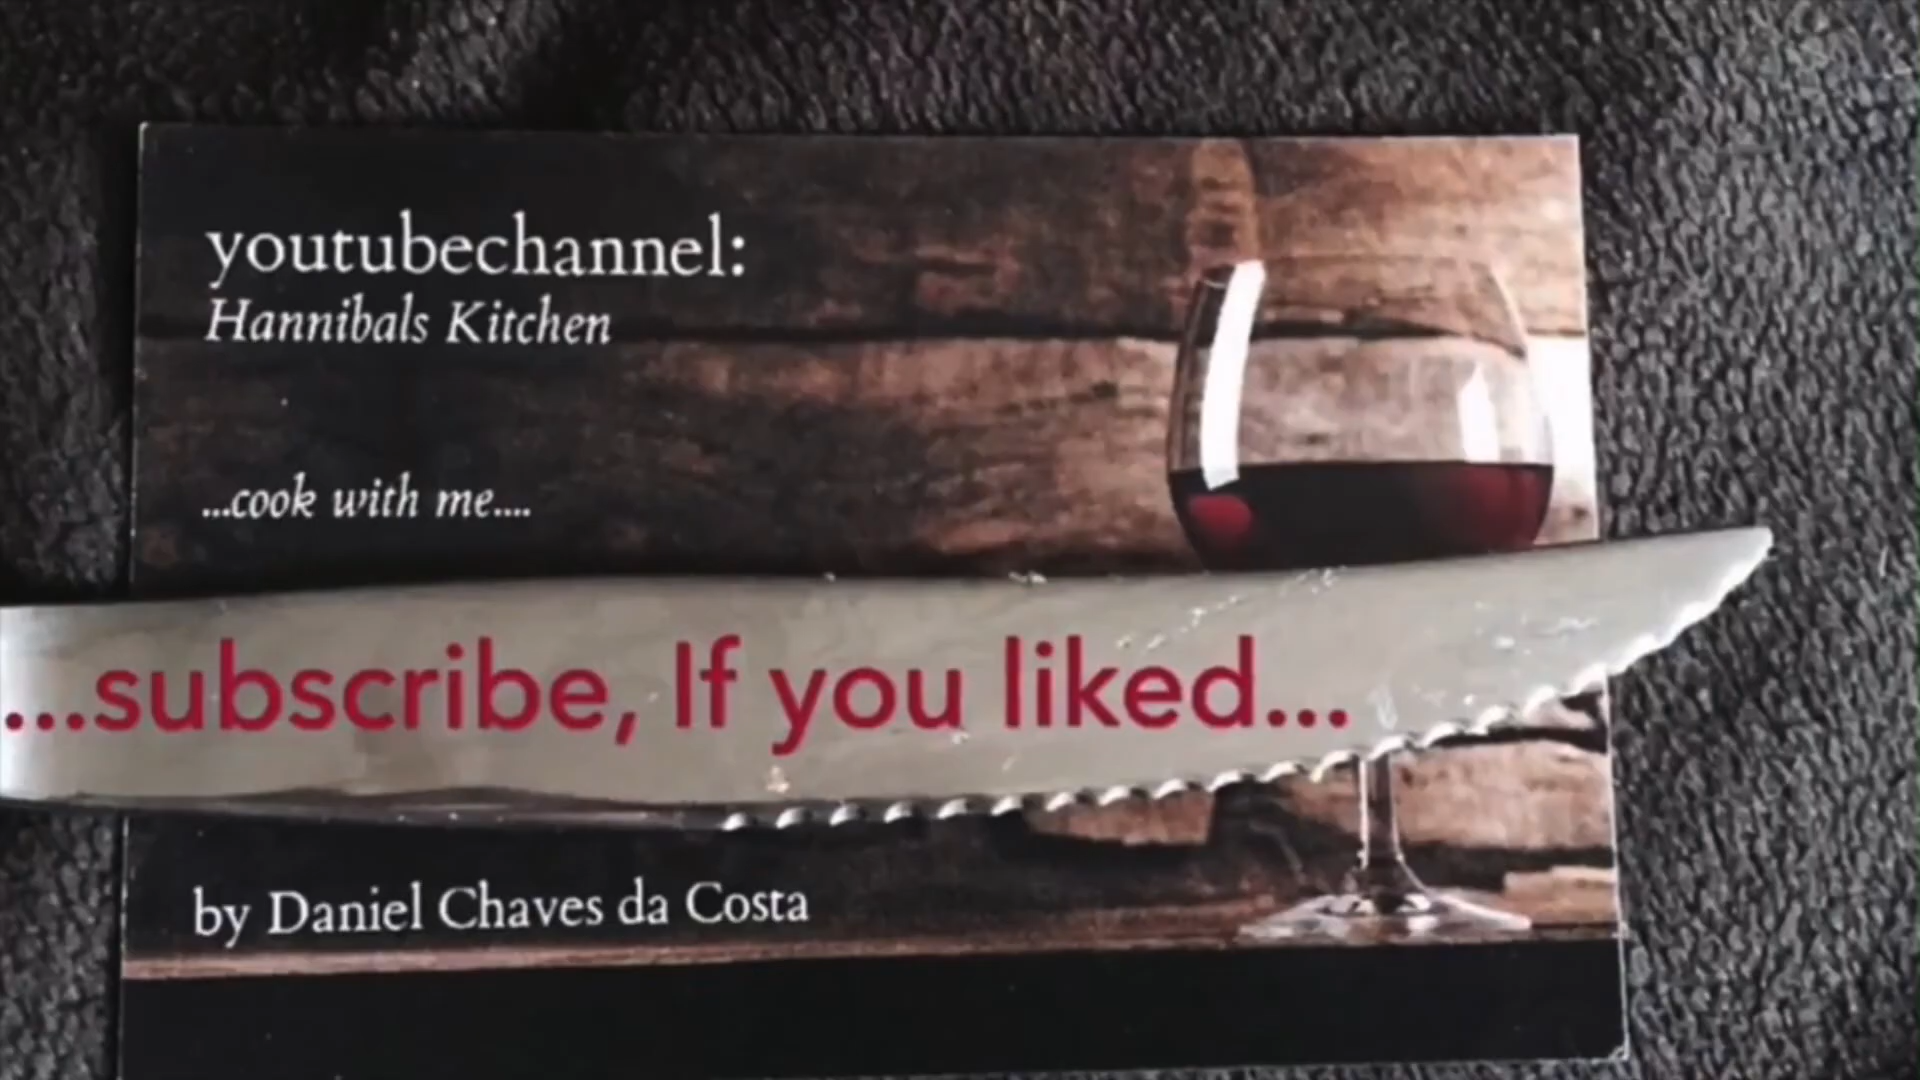 youtubechannel:
Hannibals Kitchen
...cook with me....
...subscribe, If you liked...
by Daniel Chaves da Costa